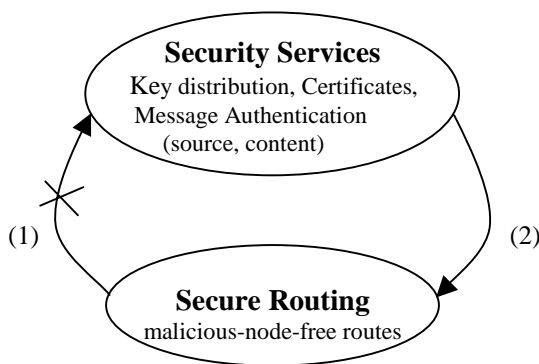 Security Services
Key distribution, Certificates,
Message Authentication
(source, content)
(1)
(2)
Secure Routing
malicious-node-free routes